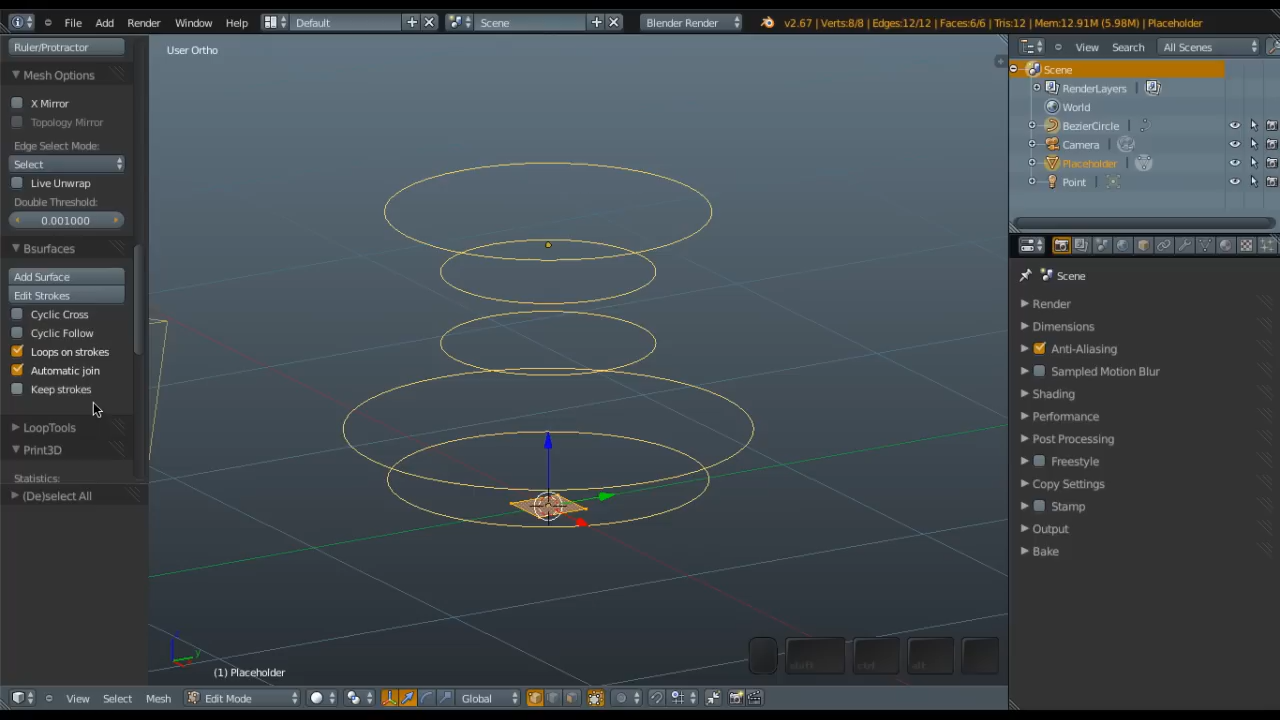 File Add Render Window Help Default Scene Blender Render v2.67 | Verts:8/8 | Edges:12/12 | Faces:6/6 | Tris:12 | Mem:12.91M (5.98M) | Placeholder
Ruler/Protractor
Mesh Options
X Mirror
Topology Mirror
Edge Select Mode:
Select
Live Unwrap
Double Threshold:
0.001000
Bsurfaces
Add Surface
Edit Strokes
Cyclic Cross
Cyclic Follow
Loops on strokes
Automatic join
Keep strokes
LoopTools
Print3D
Statistics:
(De)select All
User Ortho
(1) Placeholder
View Select Mesh Edit Mode Global
View Search All Scenes
Scene
RenderLayers
World
BezierCircle
Camera
Placeholder
Point
Scene
Render
Dimensions
Anti-Aliasing
Sampled Motion Blur
Shading
Performance
Post Processing
Freestyle
Copy Settings
Stamp
Output
Bake
shift ctrl alt